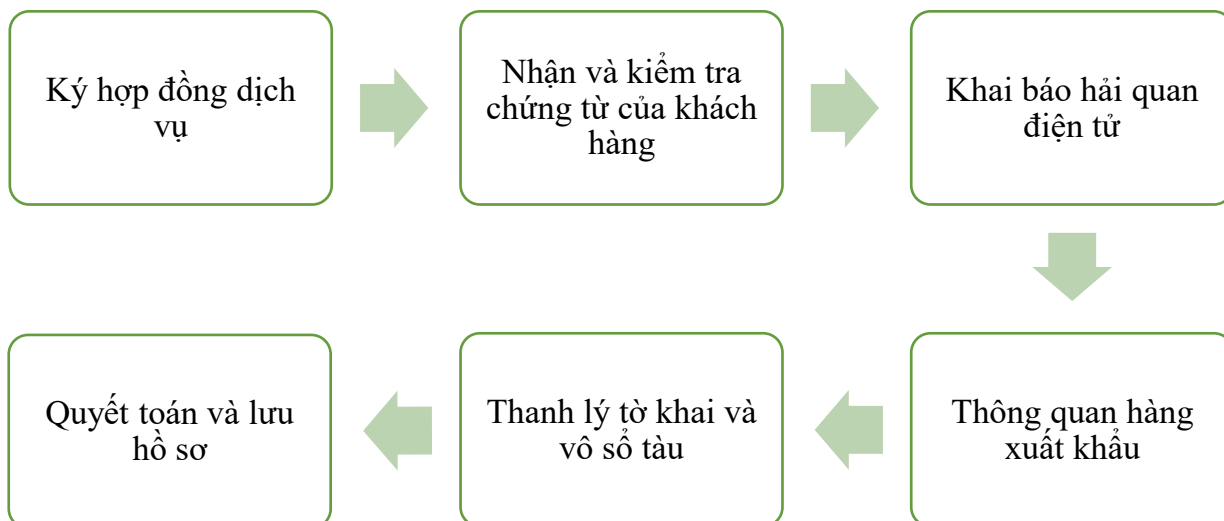 Ký hợp đồng dịch
vụ
Nhận và kiểm tra
chứng từ của khách
hàng
Khai báo hải quan
điện tử
Thông quan hàng
xuất khẩu
Thanh lý tờ khai và
vô sổ tàu
Quyết toán và lưu
hồ sơ